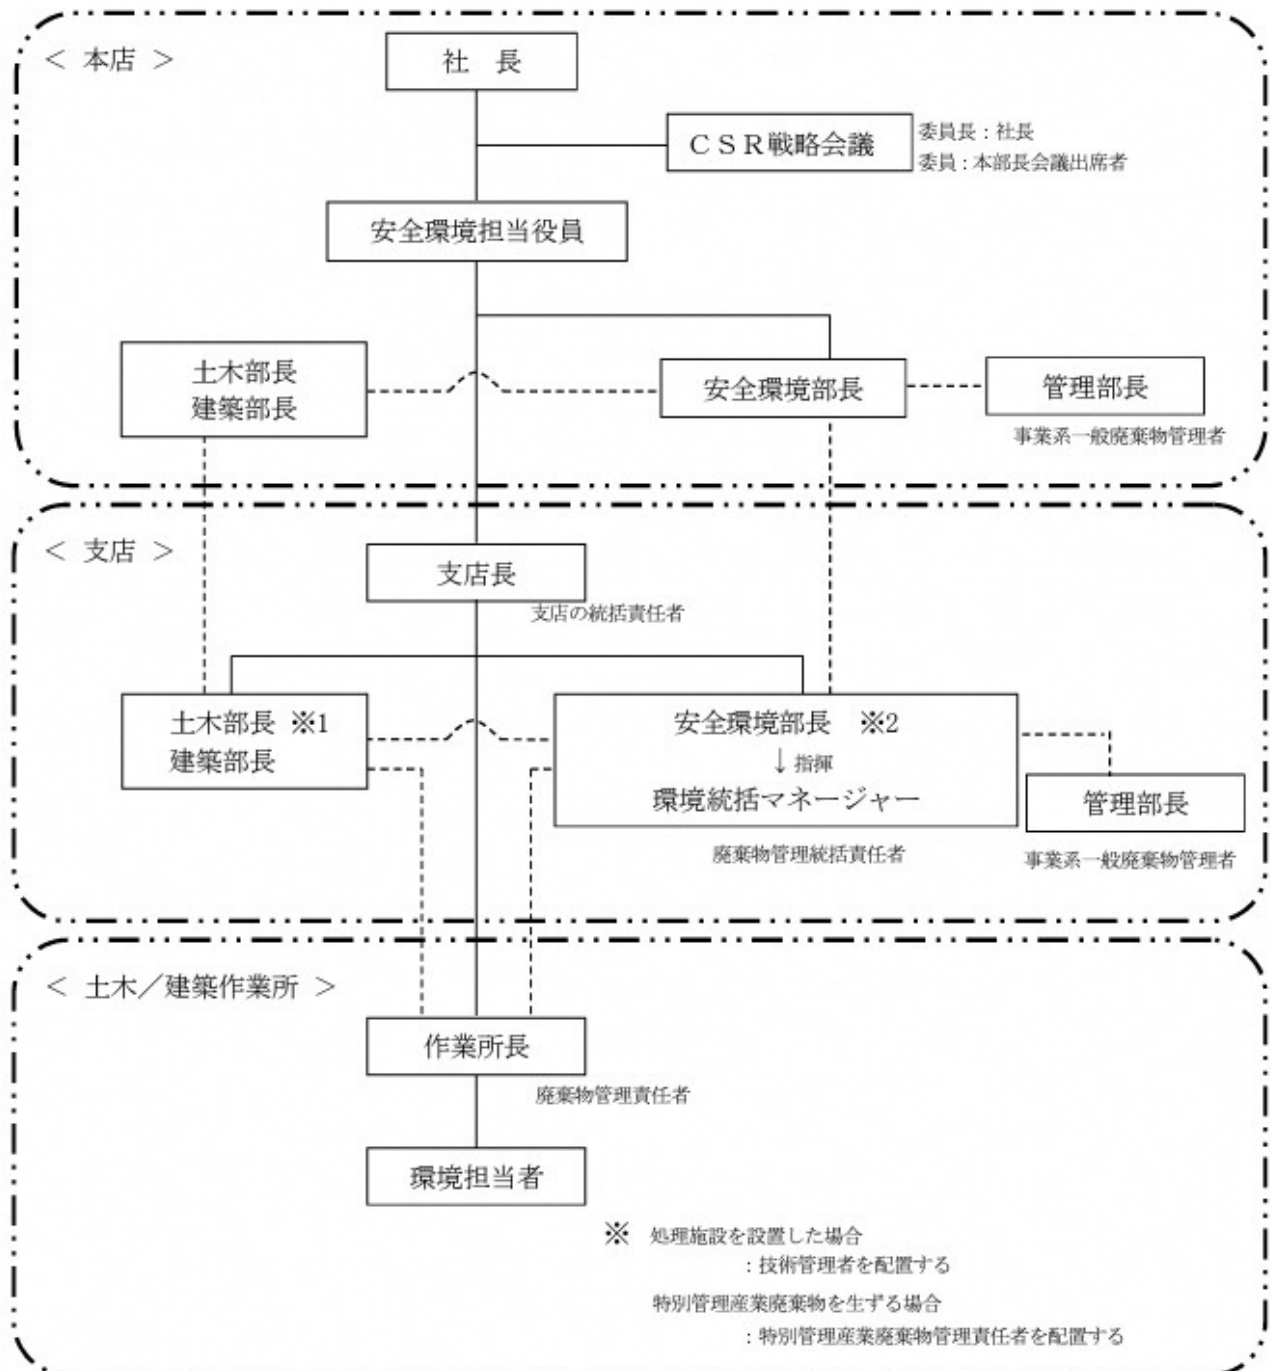 < 本店 >
社 長
CSR戦略会議
委員長：社長
委員：本部長会議出席者
安全環境担当役員
土木部長
建築部長
安全環境部長
管理部長
事業系一般廃棄物管理者
< 支店 >
支店長
支店の統括責任者
土木部長 ※1
建築部長
安全環境部長 ※2
↓指揮
環境統括マネージャー
廃棄物管理統括責任者
管理部長
事業系一般廃棄物管理者
< 土木／建築作業所 >
作業所長
廃棄物管理責任者
環境担当者
※ 処理施設を設置した場合
：技術管理者を配置する
特別管理産業廃棄物を生ずる場合
：特別管理産業廃棄物管理責任者を配置する